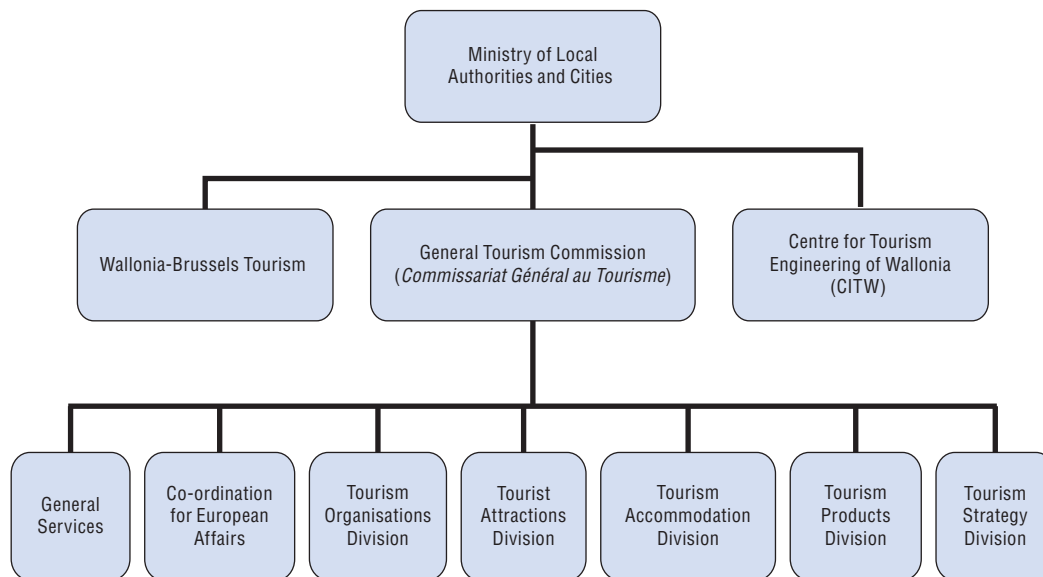 Ministry of Local
Authorities and Cities
Wallonia-Brussels Tourism
General Tourism Commission
(Commissariat Général au Tourisme)
Centre for Tourism
Engineering of Wallonia
(CITW)
General
Services
Co-ordination
for European
Affairs
Tourism
Organisations
Division
Tourist
Attractions
Division
Tourism
Accommodation
Division
Tourism
Products
Division
Tourism
Strategy
Division